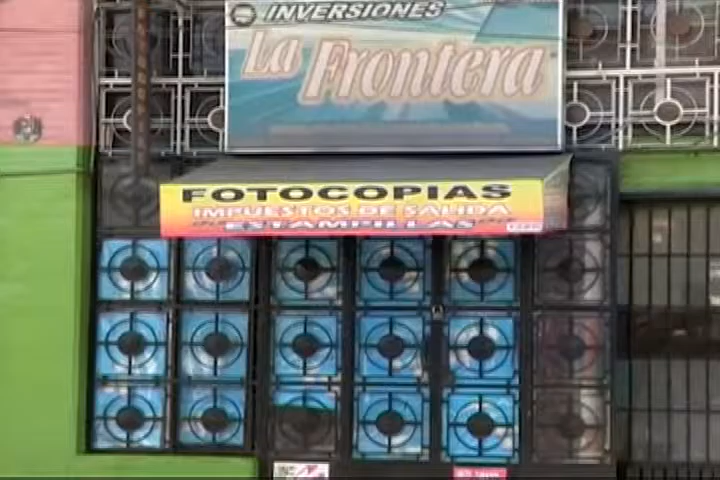 INVERSIONES
La Frontera
FOTOCOPIAS
IMPUESTOS DE SALIDA
ESTAMPILLAS